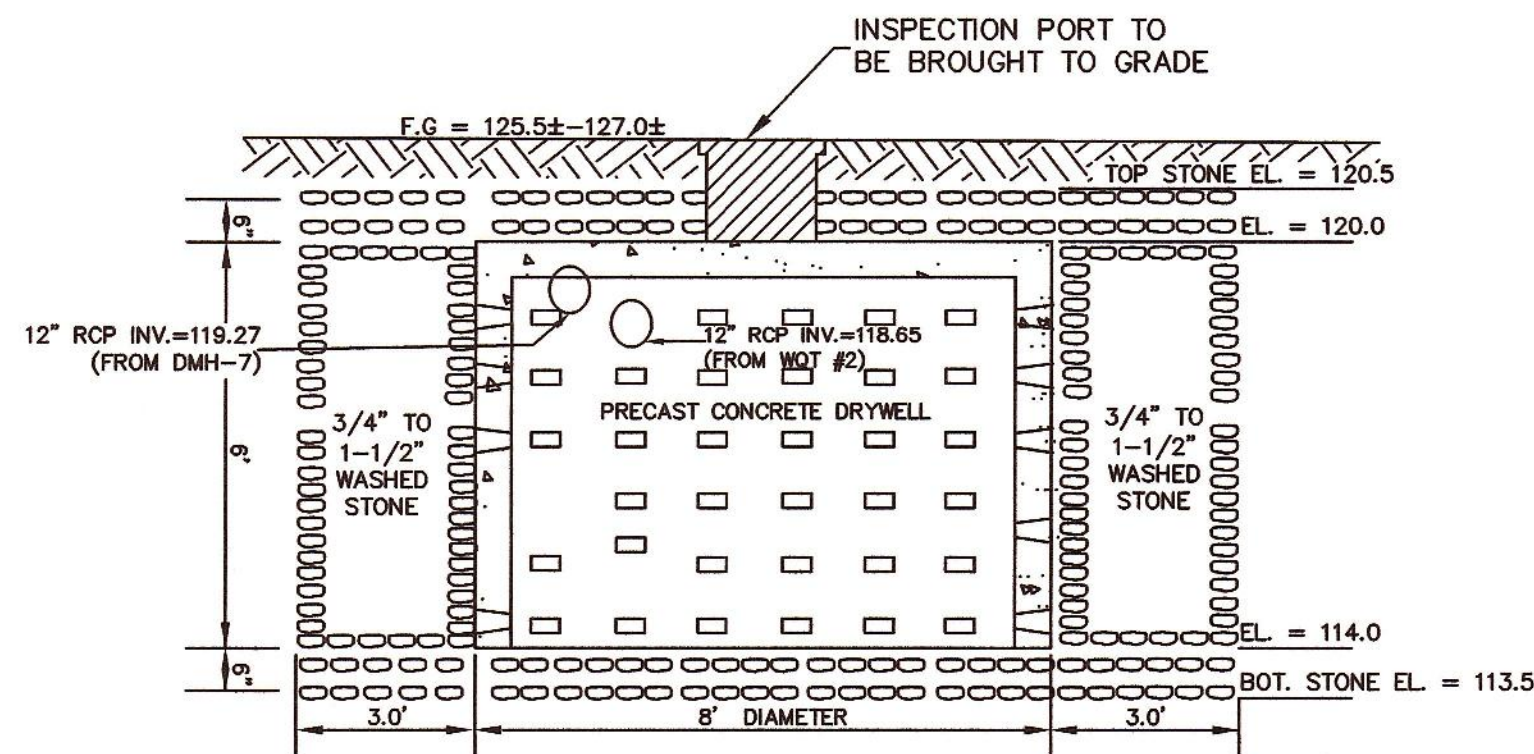 INSPECTION PORT TO
BE BROUGHT TO GRADE
F.G = 125.5±-127.0±
TOP STONE EL. = 120.5
6"
EL. = 120.0
12" RCP INV.=119.27
(FROM DMH-7)
12" RCP INV.=118.65
(FROM WQT #2)
PRECAST CONCRETE DRYWELL
6'
3/4" TO
1-1/2"
WASHED
STONE
3/4" TO
1-1/2"
WASHED
STONE
EL. = 114.0
6"
BOT. STONE EL. = 113.5
3.0'
8' DIAMETER
3.0'